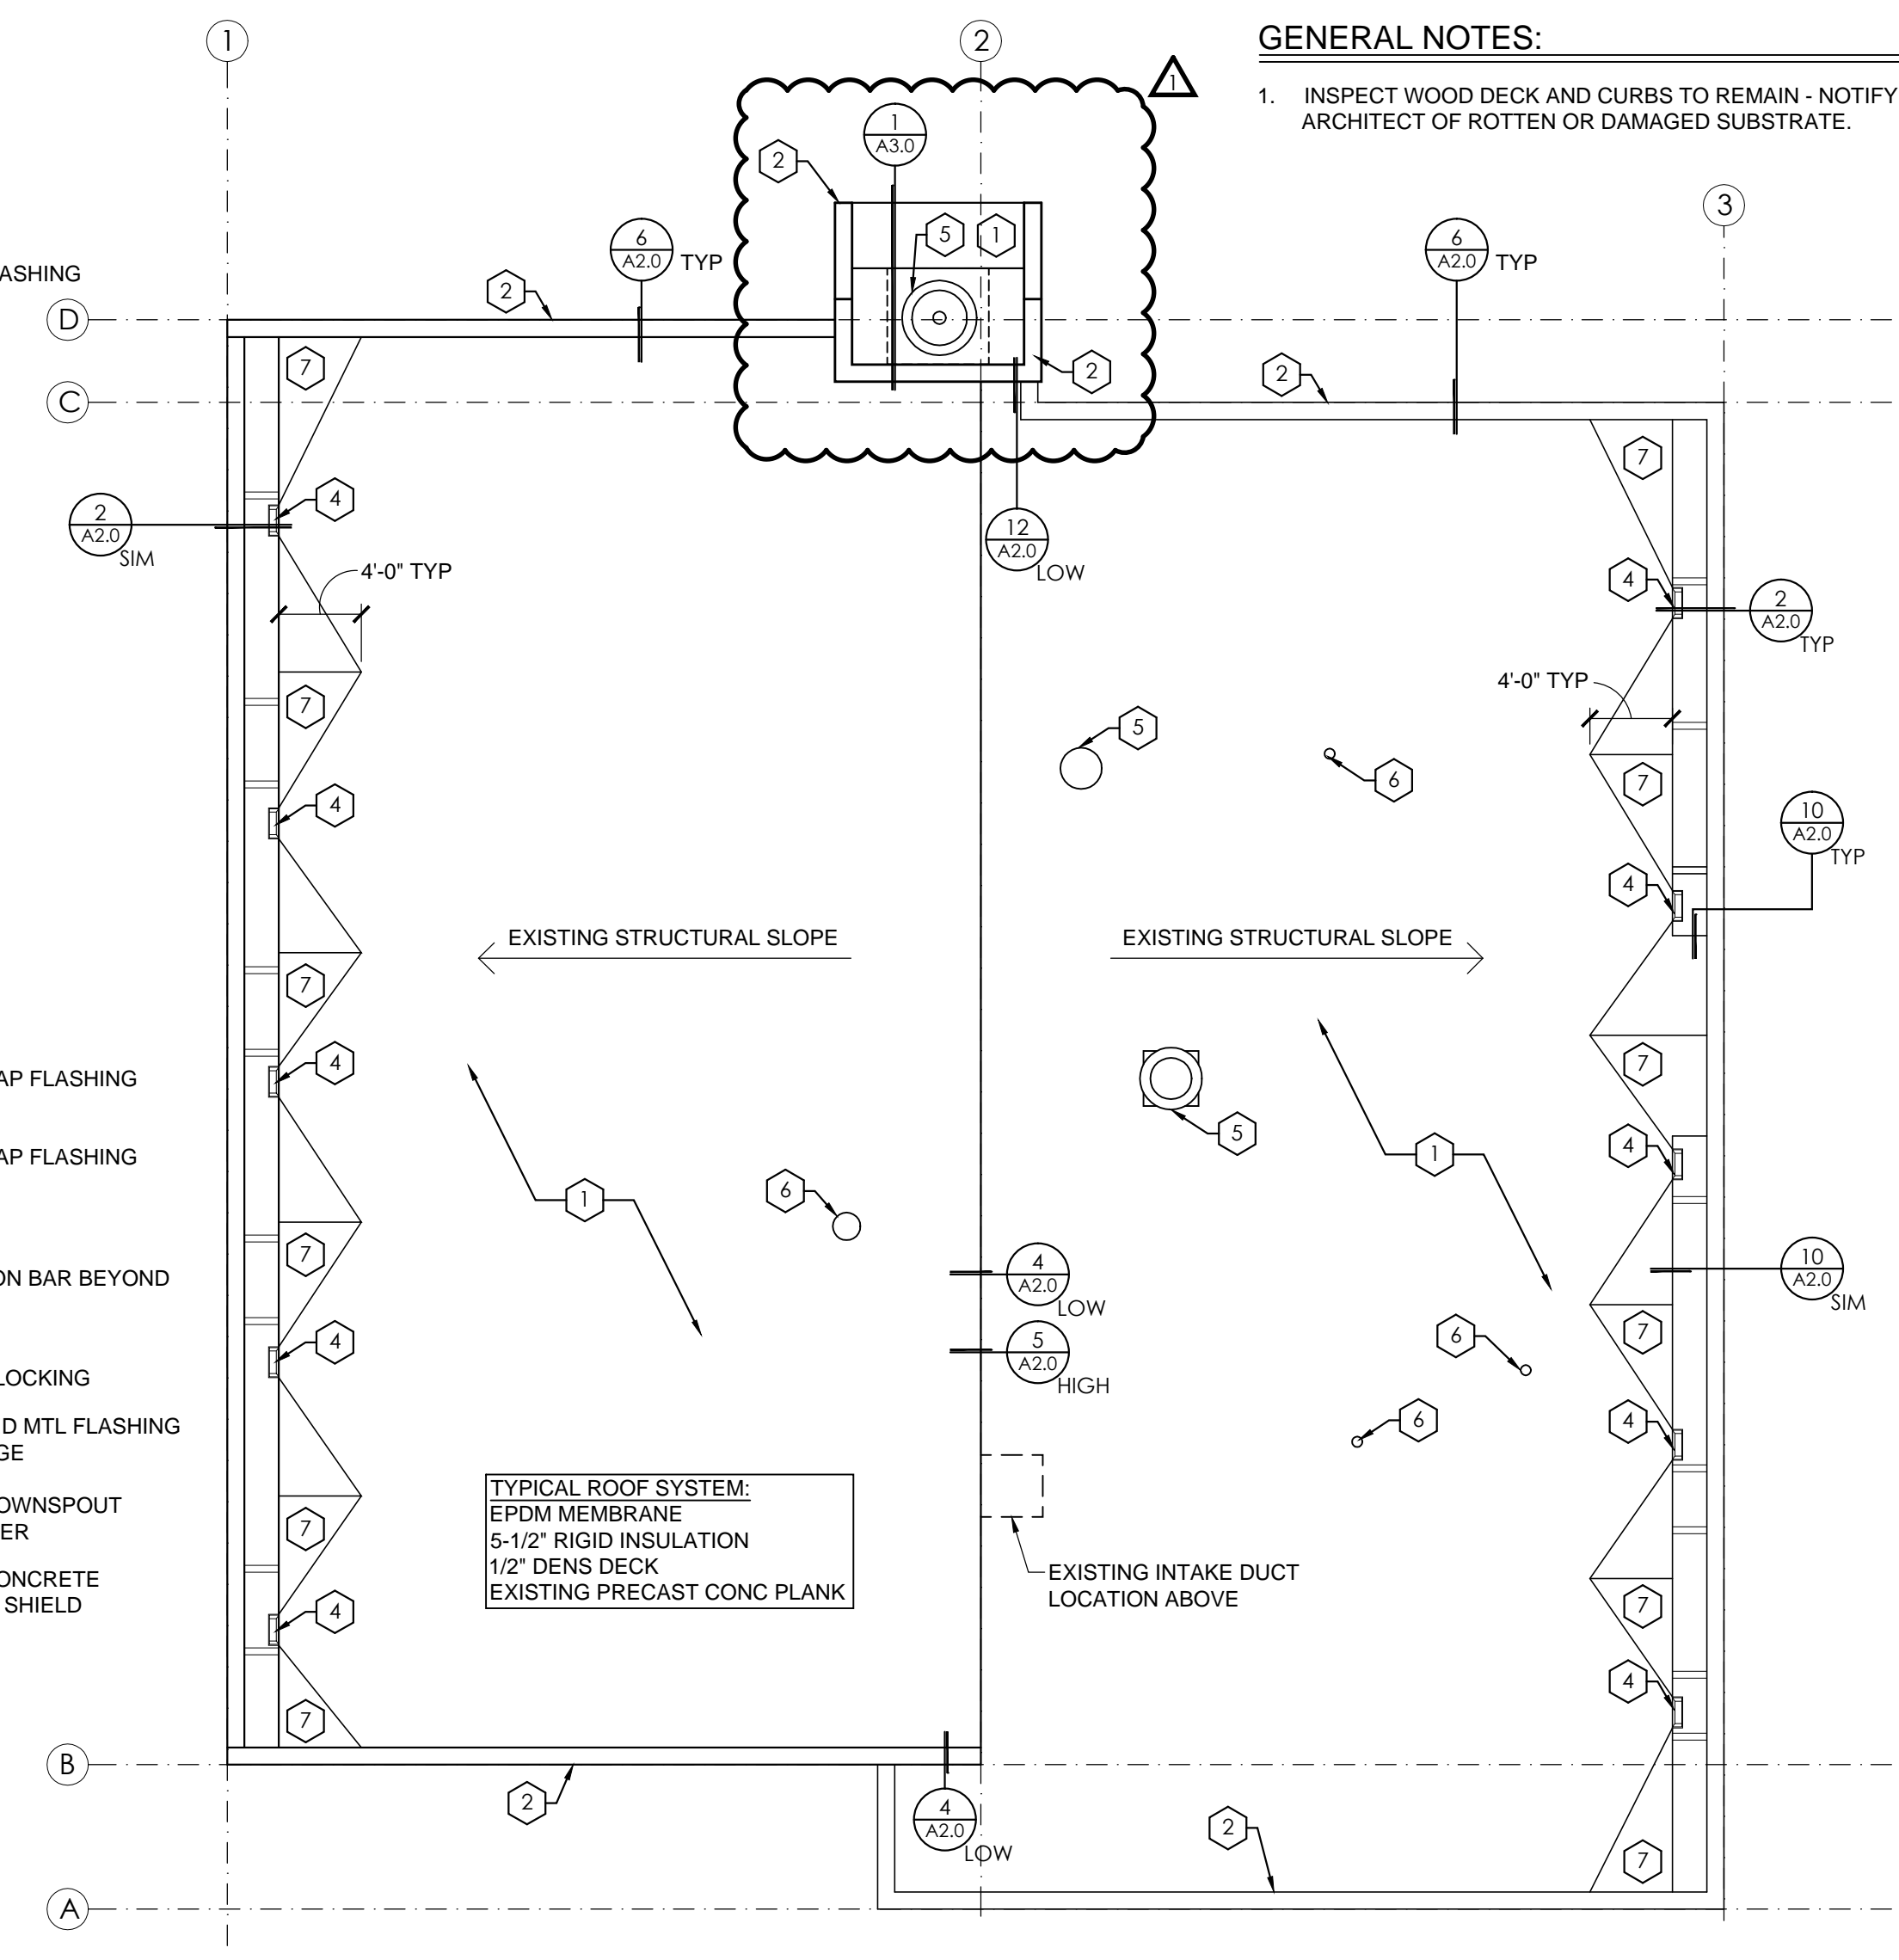 GENERAL NOTES:
1. INSPECT WOOD DECK AND CURBS TO REMAIN - NOTIFY
ARCHITECT OF ROTTEN OR DAMAGED SUBSTRATE.
1
2
1
3
1
A3.0
2
5
1
6
A2.0
TYP
6
A2.0
TYP
ASHING
2
D
7
2
2
C
7
4
2
A2.0
SIM
12
A2.0
LOW
4'-0" TYP
4
2
A2.0
TYP
4'-0" TYP
7
5
6
7
4
10
A2.0
TYP
4
EXISTING STRUCTURAL SLOPE
EXISTING STRUCTURAL SLOPE
7
4
7
AP FLASHING
5
4
AP FLASHING
1
1
6
7
4
A2.0
LOW
10
A2.0
SIM
ON BAR BEYOND
4
5
A2.0
HIGH
6
7
LOCKING
6
4
D MTL FLASHING
GE
TYPICAL ROOF SYSTEM:
EPDM MEMBRANE
5-1/2" RIGID INSULATION
1/2" DENS DECK
EXISTING PRECAST CONC PLANK
OWNSPOUT
ER
7
EXISTING INTAKE DUCT
LOCATION ABOVE
ONCRETE
SHIELD
4
7
4
7
B
2
4
A2.0
LOW
2
7
A